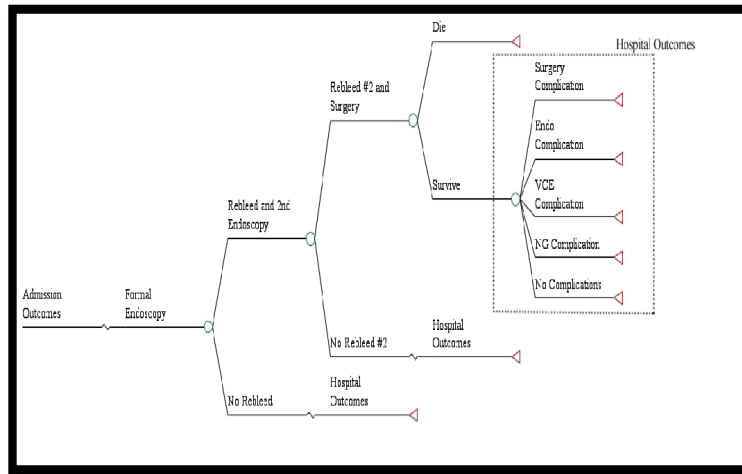 Die
Hospital Outcomes
Surgery
Complication
Rebleed #2 and
Surgery
Endo
Complication
Survive
VCE
Complication
Rebleed and 2nd
Endoscopy
NG Complication
No Complications
Admission
Outcomes
Formal
Endoscopy
No Rebleed #2
Hospital
Outcomes
No Rebleed
Hospital
Outcomes